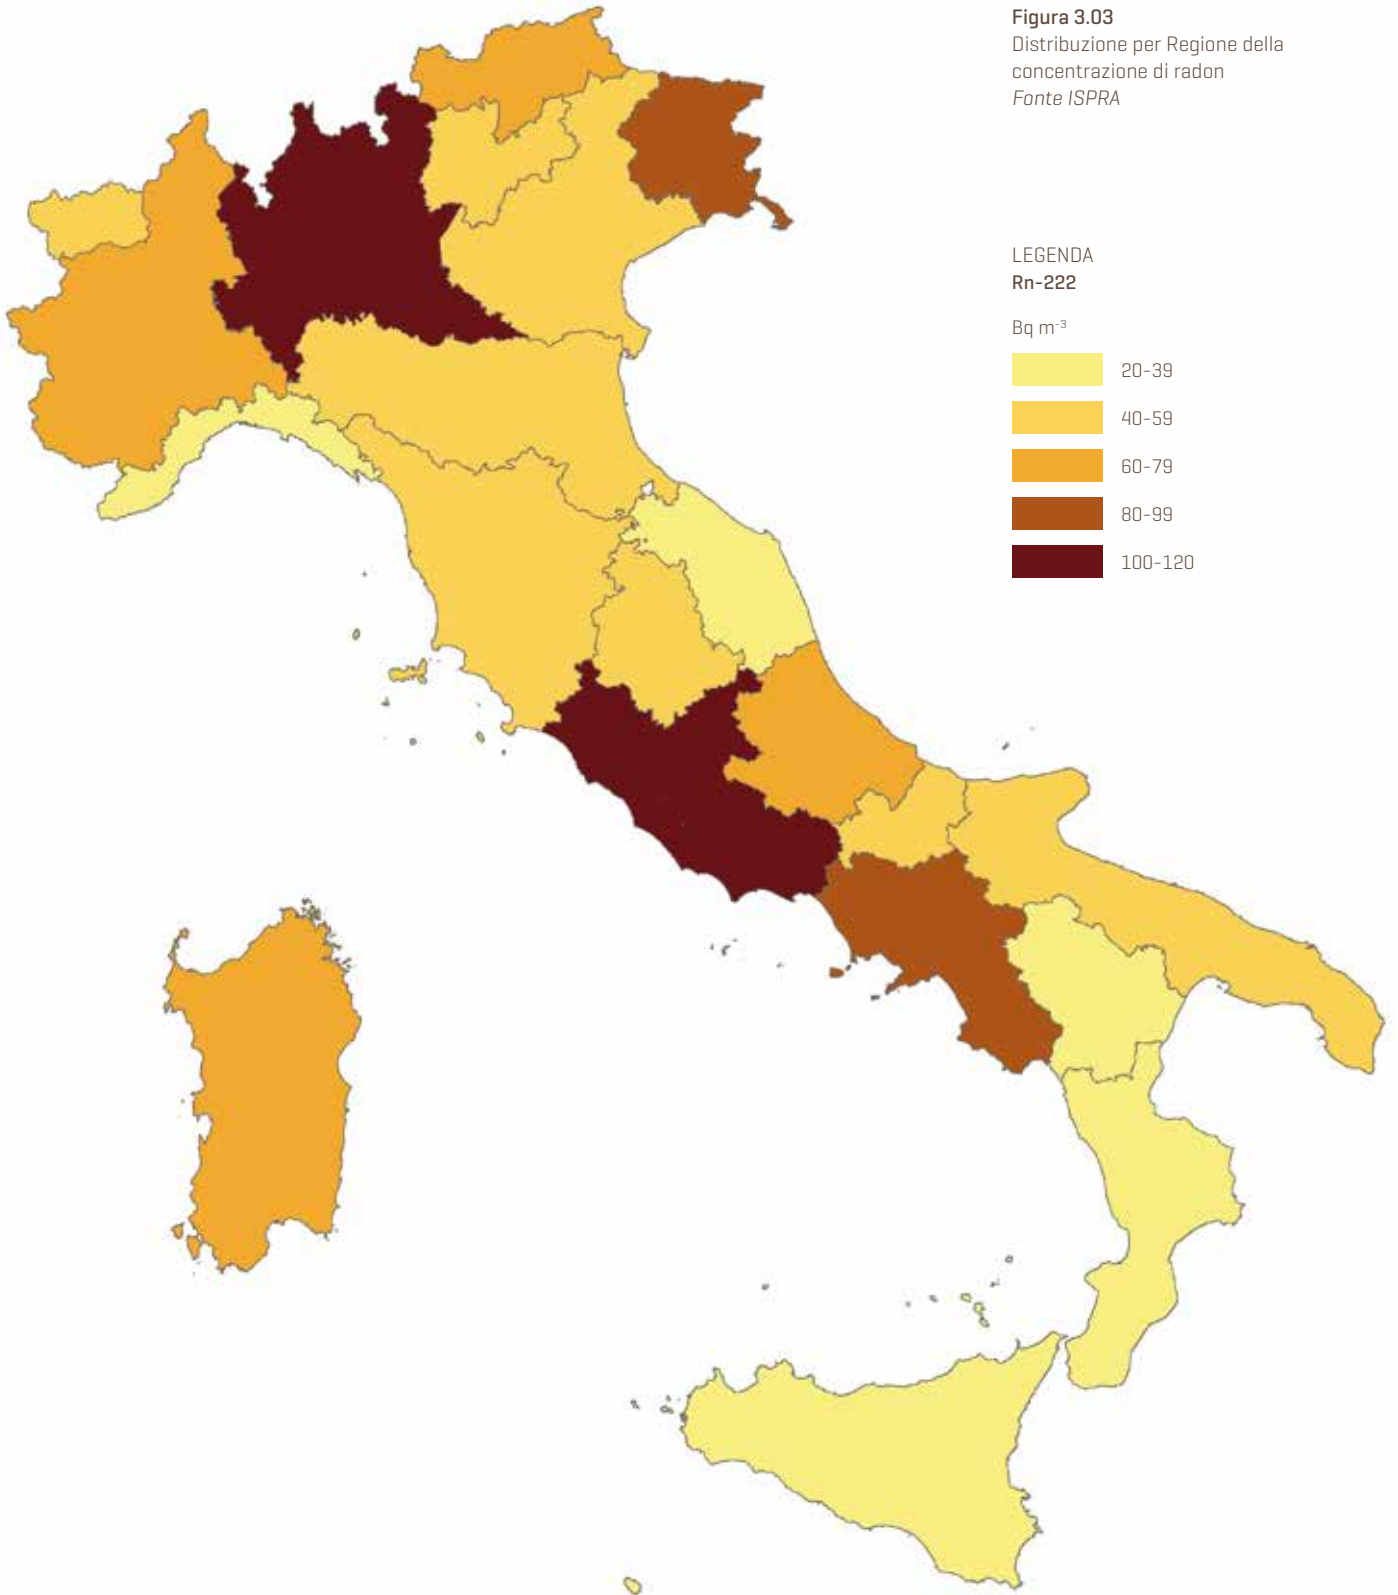 Figura 3.03
Distribuzione per Regione della
concentrazione di radon
Fonte ISPRA
LEGENDA
Rn-222
Bq m⁻³
20-39
40-59
60-79
80-99
100-120